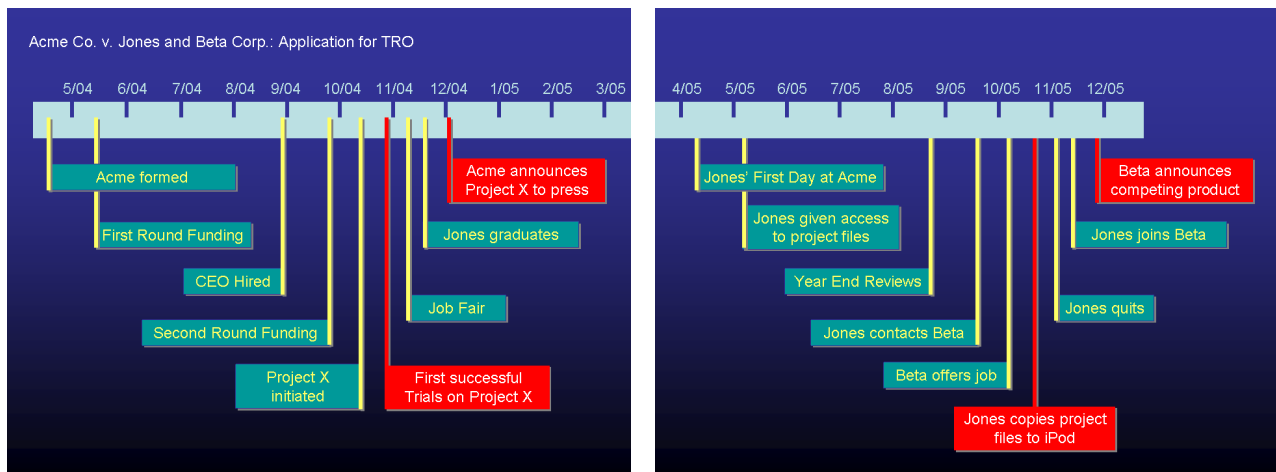 Acme Co. v. Jones and Beta Corp.: Application for TRO
5/04 6/04 7/04 8/04 9/04 10/04 11/04 12/04 1/05 2/05 3/05
Acme formed
First Round Funding
CEO Hired
Second Round Funding
Project X
initiated
Acme announces
Project X to press
Jones graduates
Job Fair
First successful
Trials on Project X
4/05 5/05 6/05 7/05 8/05 9/05 10/05 11/05 12/05
Jones' First Day at Acme
Jones given access
to project files
Year End Reviews
Jones contacts Beta
Beta offers job
Jones copies project
files to iPod
Beta announces
competing product
Jones joins Beta
Jones quits